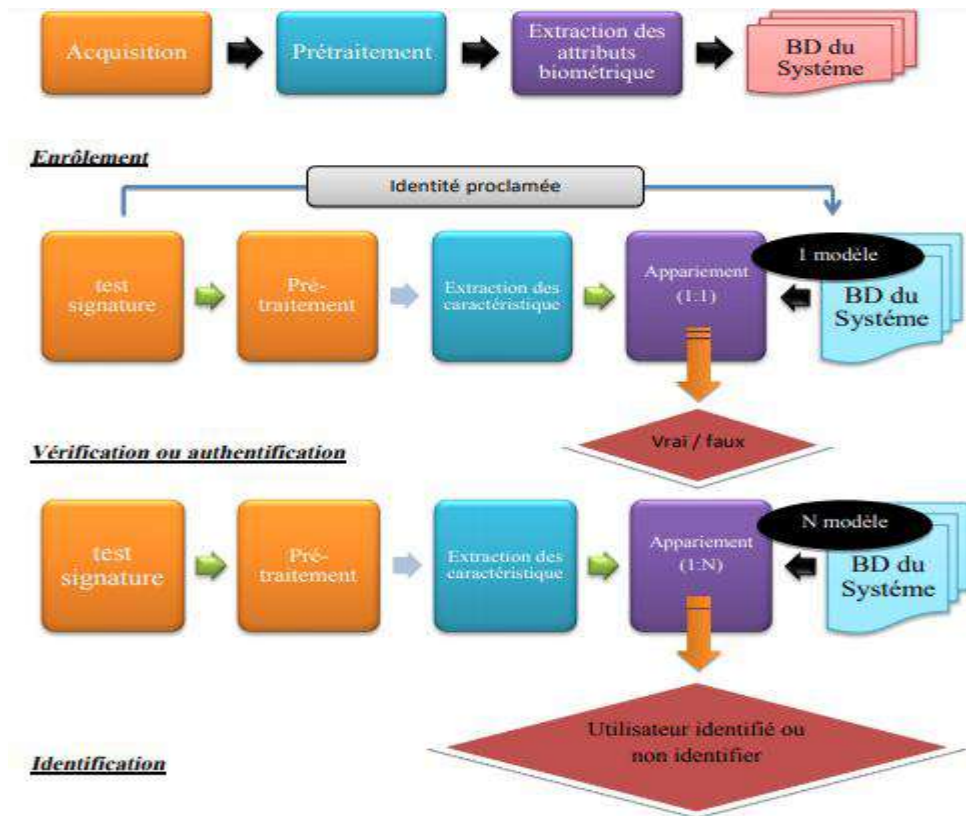 Acquisition
Prétraitement
Extraction des
attributs
biométrique
BD du
Systéme
Enrôlement
Identité proclamée
test
signature
Pré-
traitement
Extraction des
caractéristique
Appariement
(1:1)
1 modèle
BD du
Systéme
Vrai / faux
Vérification ou authentification
test
signature
Pré-
traitement
Extraction des
caractéristique
Appariement
(1:N)
N modèle
BD du
Systéme
Utilisateur identifié ou
non identifier
Identification